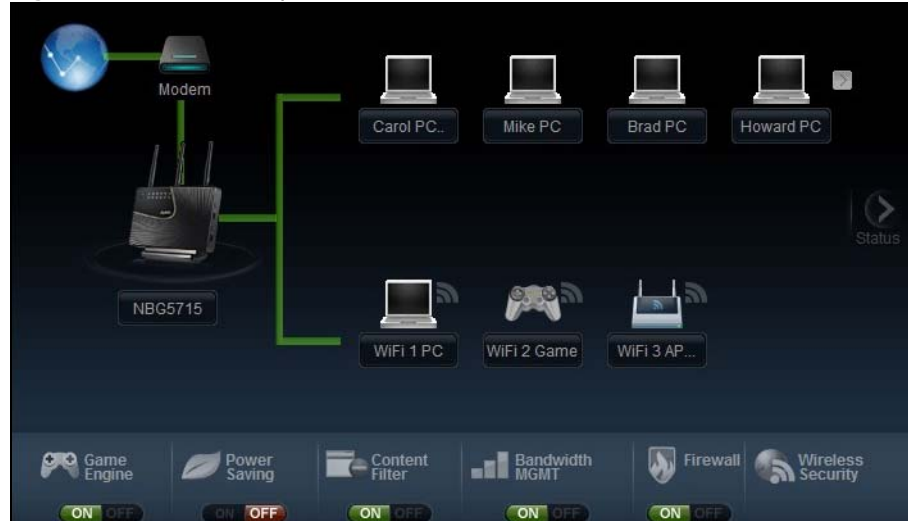 Modem
Carol PC..
Mike PC
Brad PC
Howard PC
Status
NBG5715
WiFi 1 PC
WiFi 2 Game
WiFi 3 AP...
Game
Engine
Power
Saving
Content
Filter
Bandwidth
MGMT
Firewall
Wireless
Security
ON OFF
ON OFF
ON OFF
ON OFF
ON OFF